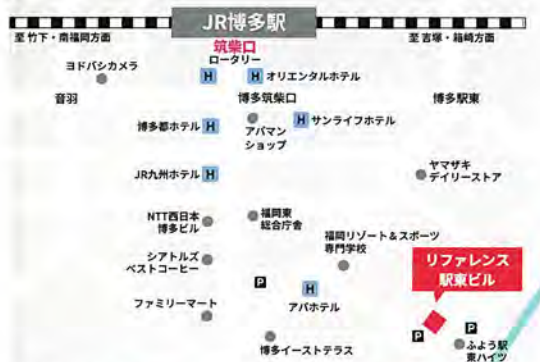 JR博多駅
至 竹下・南福岡方面
至 吉塚・箱崎方面
筑紫口
ロータリー
ヨドバシカメラ
H
H オリエンタルホテル
音羽
博多筑紫口
博多駅東
博多都ホテル H
アパマン
ショップ
H サンライフホテル
JR九州ホテル H
ヤマザキ
デイリーストア
NTT西日本
博多ビル
福岡東
総合庁舎
福岡リゾート&スポーツ
専門学校
リファレンス
駅東ビル
シアトルズ
ベストコーヒー
P
H
アパホテル
ファミリーマート
P
P
博多イーストテラス
ふよう駅
東ハイツ